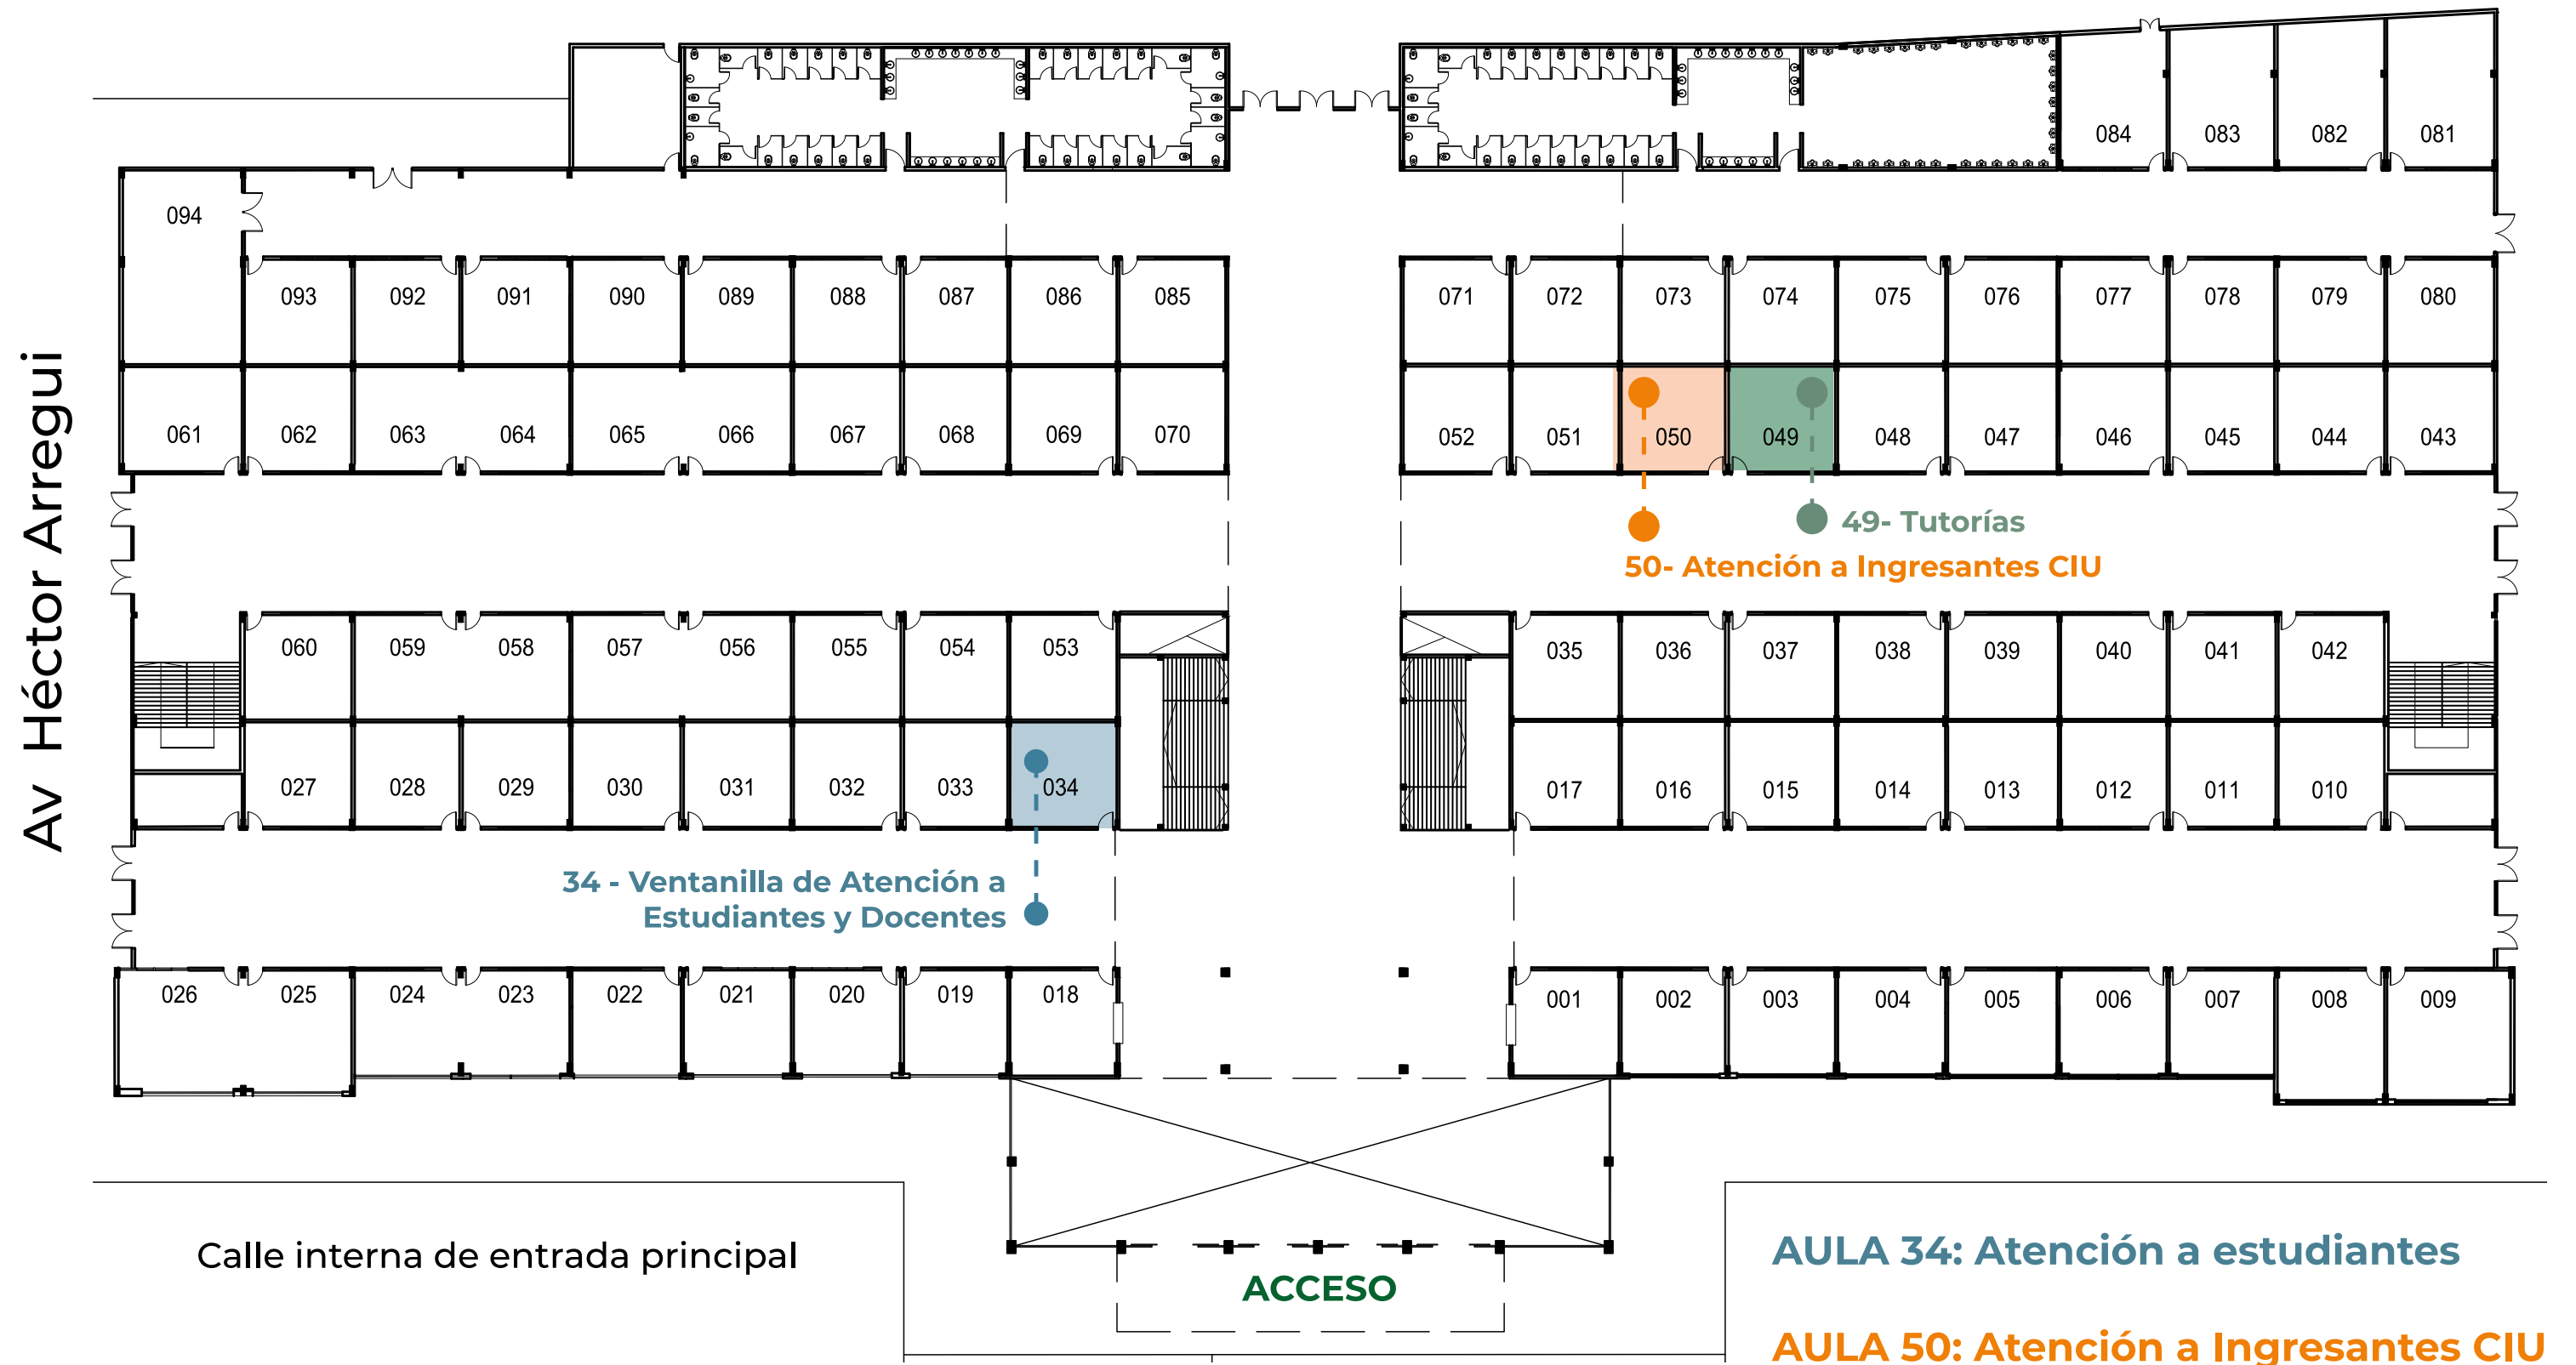 084 083 082 081
094
093 092 091 090 089 088 087 086 085
071 072 073 074 075 076 077 078 079 080
061 062 063 064 065 066 067 068 069 070
052 051 050 049 048 047 046 045 044 043
Av Héctor Arregui
49- Tutorías
50- Atención a Ingresantes CIU
060 059 058 057 056 055 054 053
035 036 037 038 039 040 041 042
027 028 029 030 031 032 033 034
017 016 015 014 013 012 011 010
34 - Ventanilla de Atención a
Estudiantes y Docentes
026 025 024 023 022 021 020 019 018
001 002 003 004 005 006 007 008 009
Calle interna de entrada principal
ACCESO
AULA 34: Atención a estudiantes
AULA 50: Atención a Ingresantes CIU